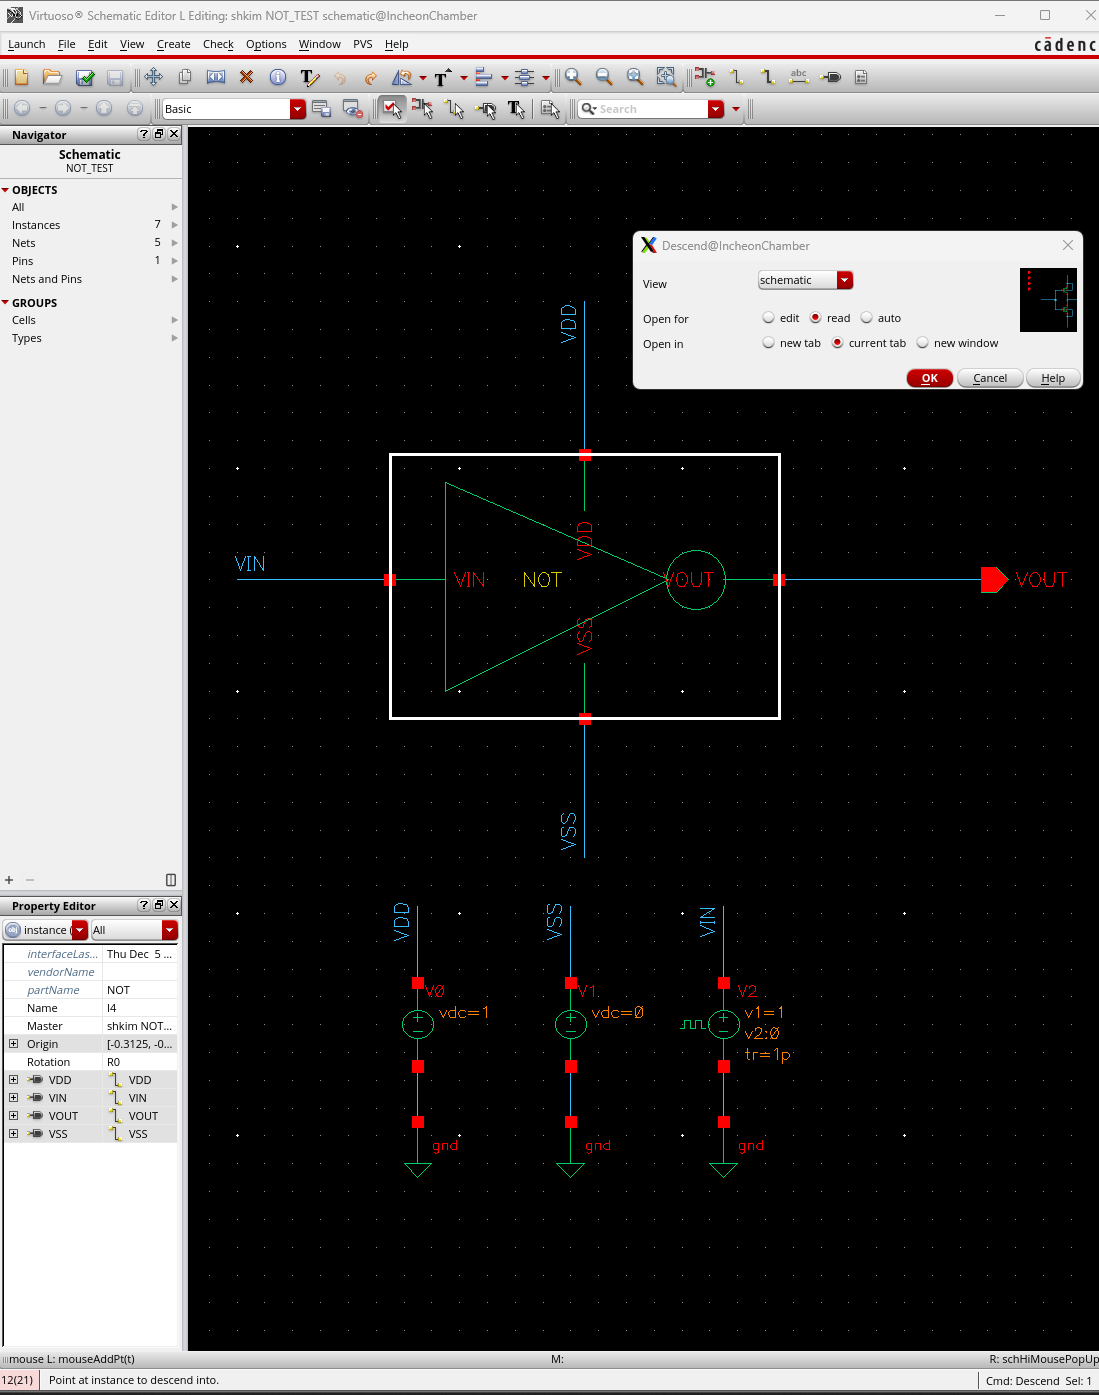 Virtuoso® Schematic Editor L Editing: shkim NOT_TEST schematic@IncheonChamber
Launch File Edit View Create Check Options Window PVS Help
cādenc
abc
Basic
Search
Navigator
Schematic
NOT_TEST
OBJECTS
All
Instances 7
Nets 5
Pins 1
Nets and Pins
GROUPS
Cells
Types
Descend@IncheonChamber
View schematic
Open for edit read auto
Open in new tab current tab new window
OK Cancel Help
VDD
VIN
VIN
NOT
VDD
VOUT
VSS
VOUT
VSS
VDD
VSS
VIN
V0
vdc=1
V1
vdc=0
V2
v1=1
v2:0
tr=1p
gnd
gnd
gnd
Property Editor
instance ( All
interfaceLas... Thu Dec 5 ...
vendorName
partName NOT
Name I4
Master shkim NOT...
Origin [-0.3125, -0...
Rotation R0
VDD VDD
VIN VIN
VOUT VOUT
VSS VSS
mouse L: mouseAddPt(t) M: R: schHiMousePopUp
12(21) Point at instance to descend into. Cmd: Descend Sel: 1